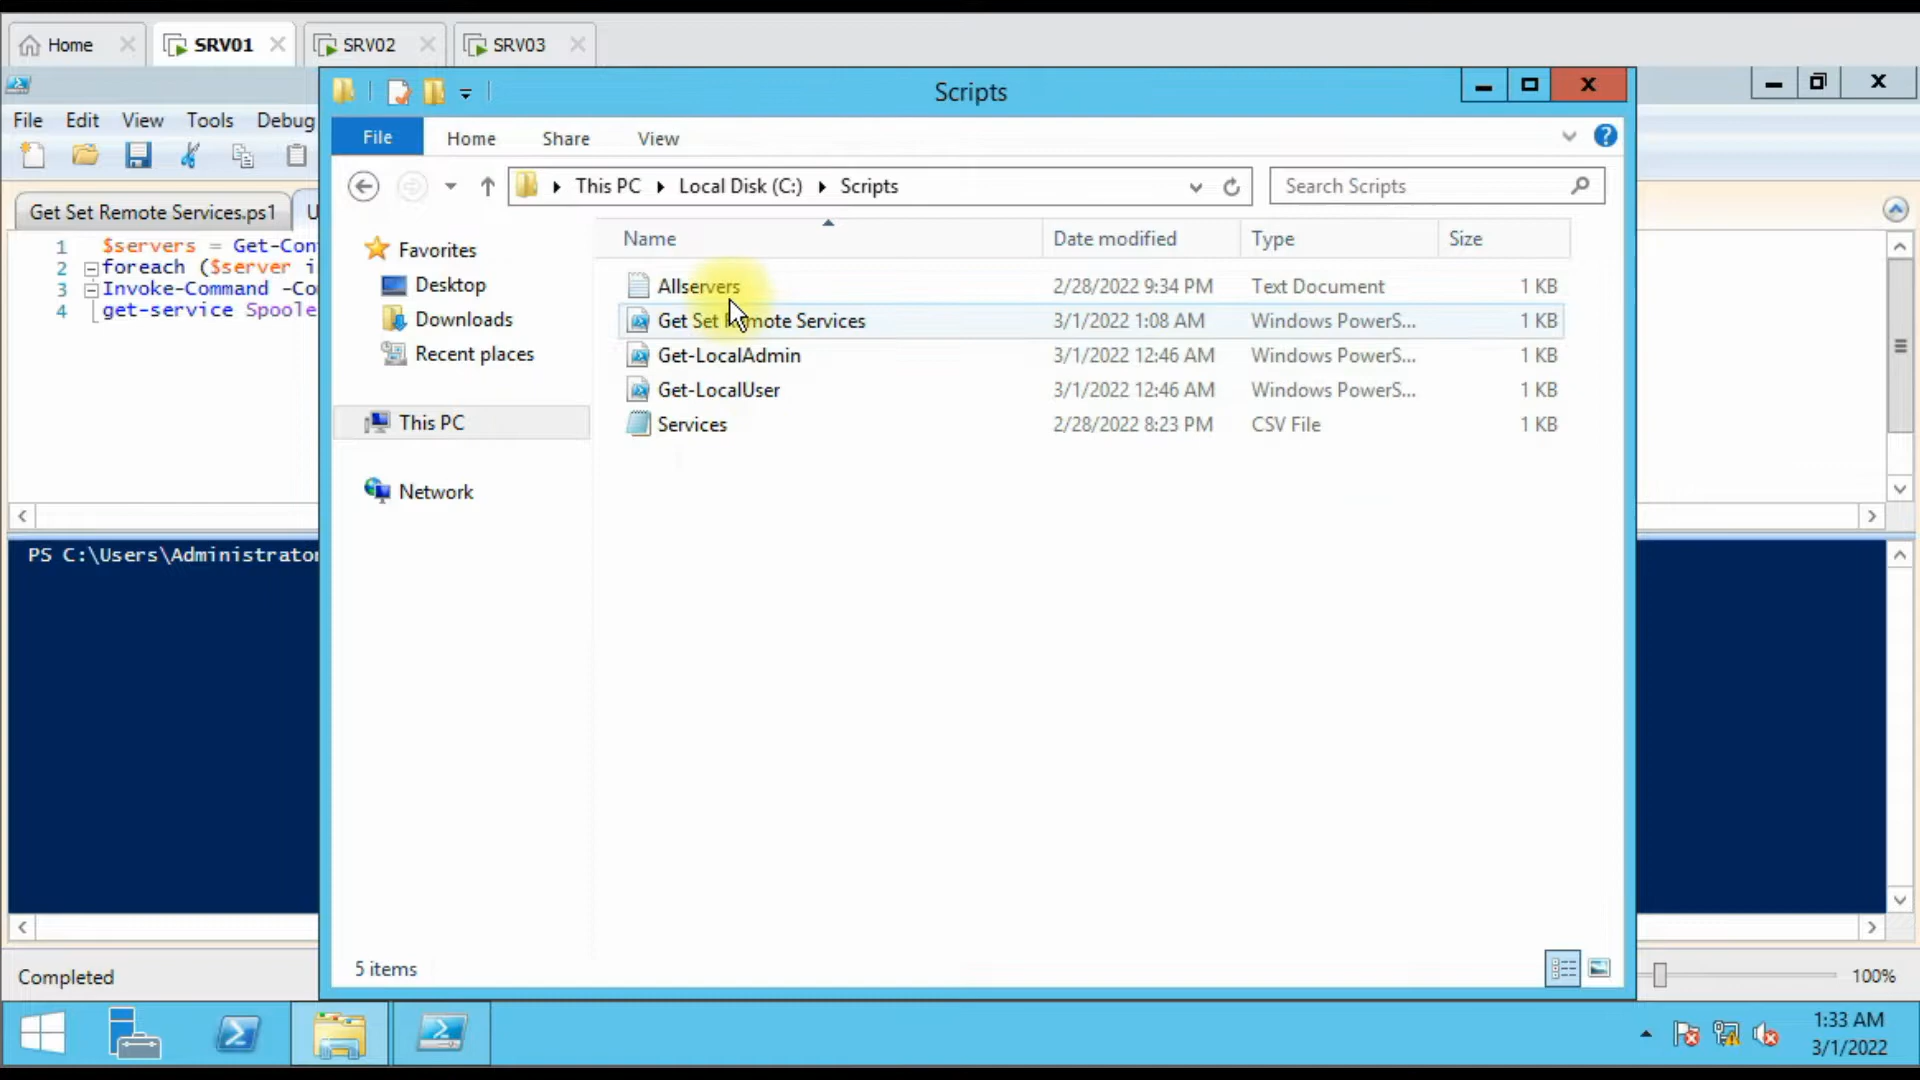 Home SRV01 SRV02 SRV03
Scripts
File Edit View Tools Debug
File Home Share View
This PC Local Disk (C:) Scripts Search Scripts
Get Set Remote Services.ps1
1 $servers = Get-Con
2 foreach ($server i
3 Invoke-Command -Co
4 get-service Spoole
Favorites
Desktop
Downloads
Recent places
This PC
Network
Name Date modified Type Size
Allservers 2/28/2022 9:34 PM Text Document 1 KB
Get Set Remote Services 3/1/2022 1:08 AM Windows PowerS... 1 KB
Get-LocalAdmin 3/1/2022 12:46 AM Windows PowerS... 1 KB
Get-LocalUser 3/1/2022 12:46 AM Windows PowerS... 1 KB
Services 2/28/2022 8:23 PM CSV File 1 KB
PS C:\Users\Administrator
5 items
Completed 100%
1:33 AM
3/1/2022